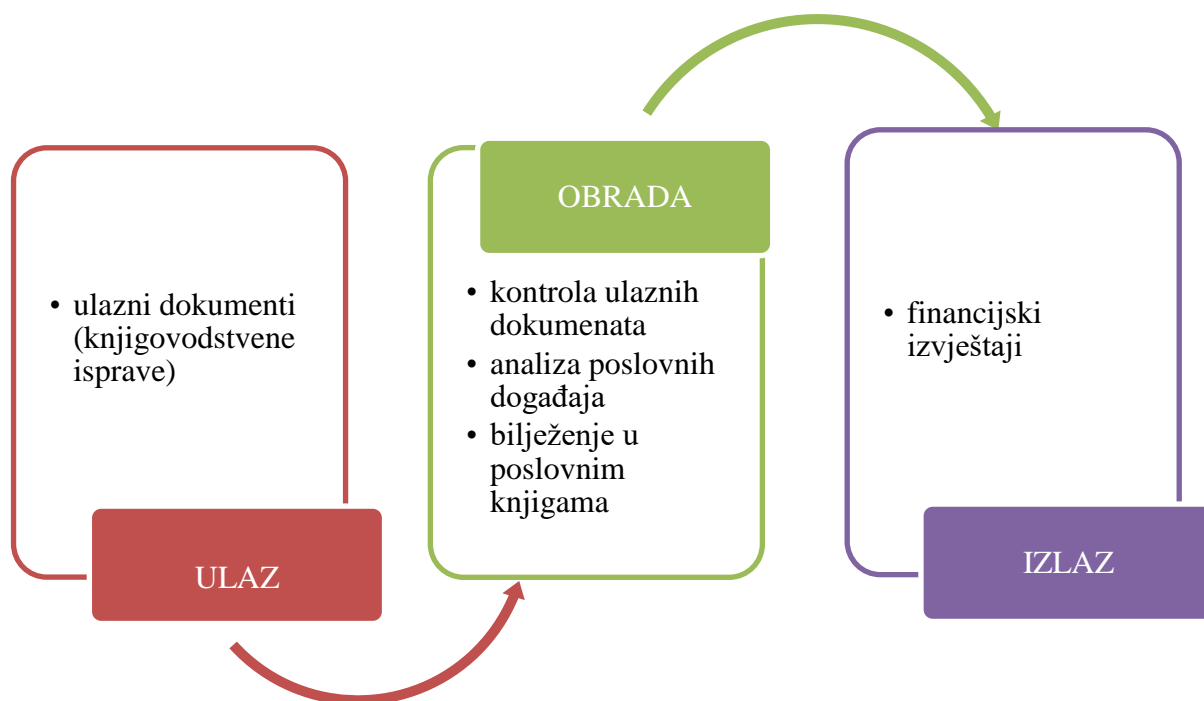 • ulazni dokumenti
(knjigovodstvene
isprave)
ULAZ
OBRADA
• kontrola ulaznih
dokumenata
• analiza poslovnih
događaja
• bilježenje u
poslovnim
knjigama
• financijski
izvještaji
IZLAZ